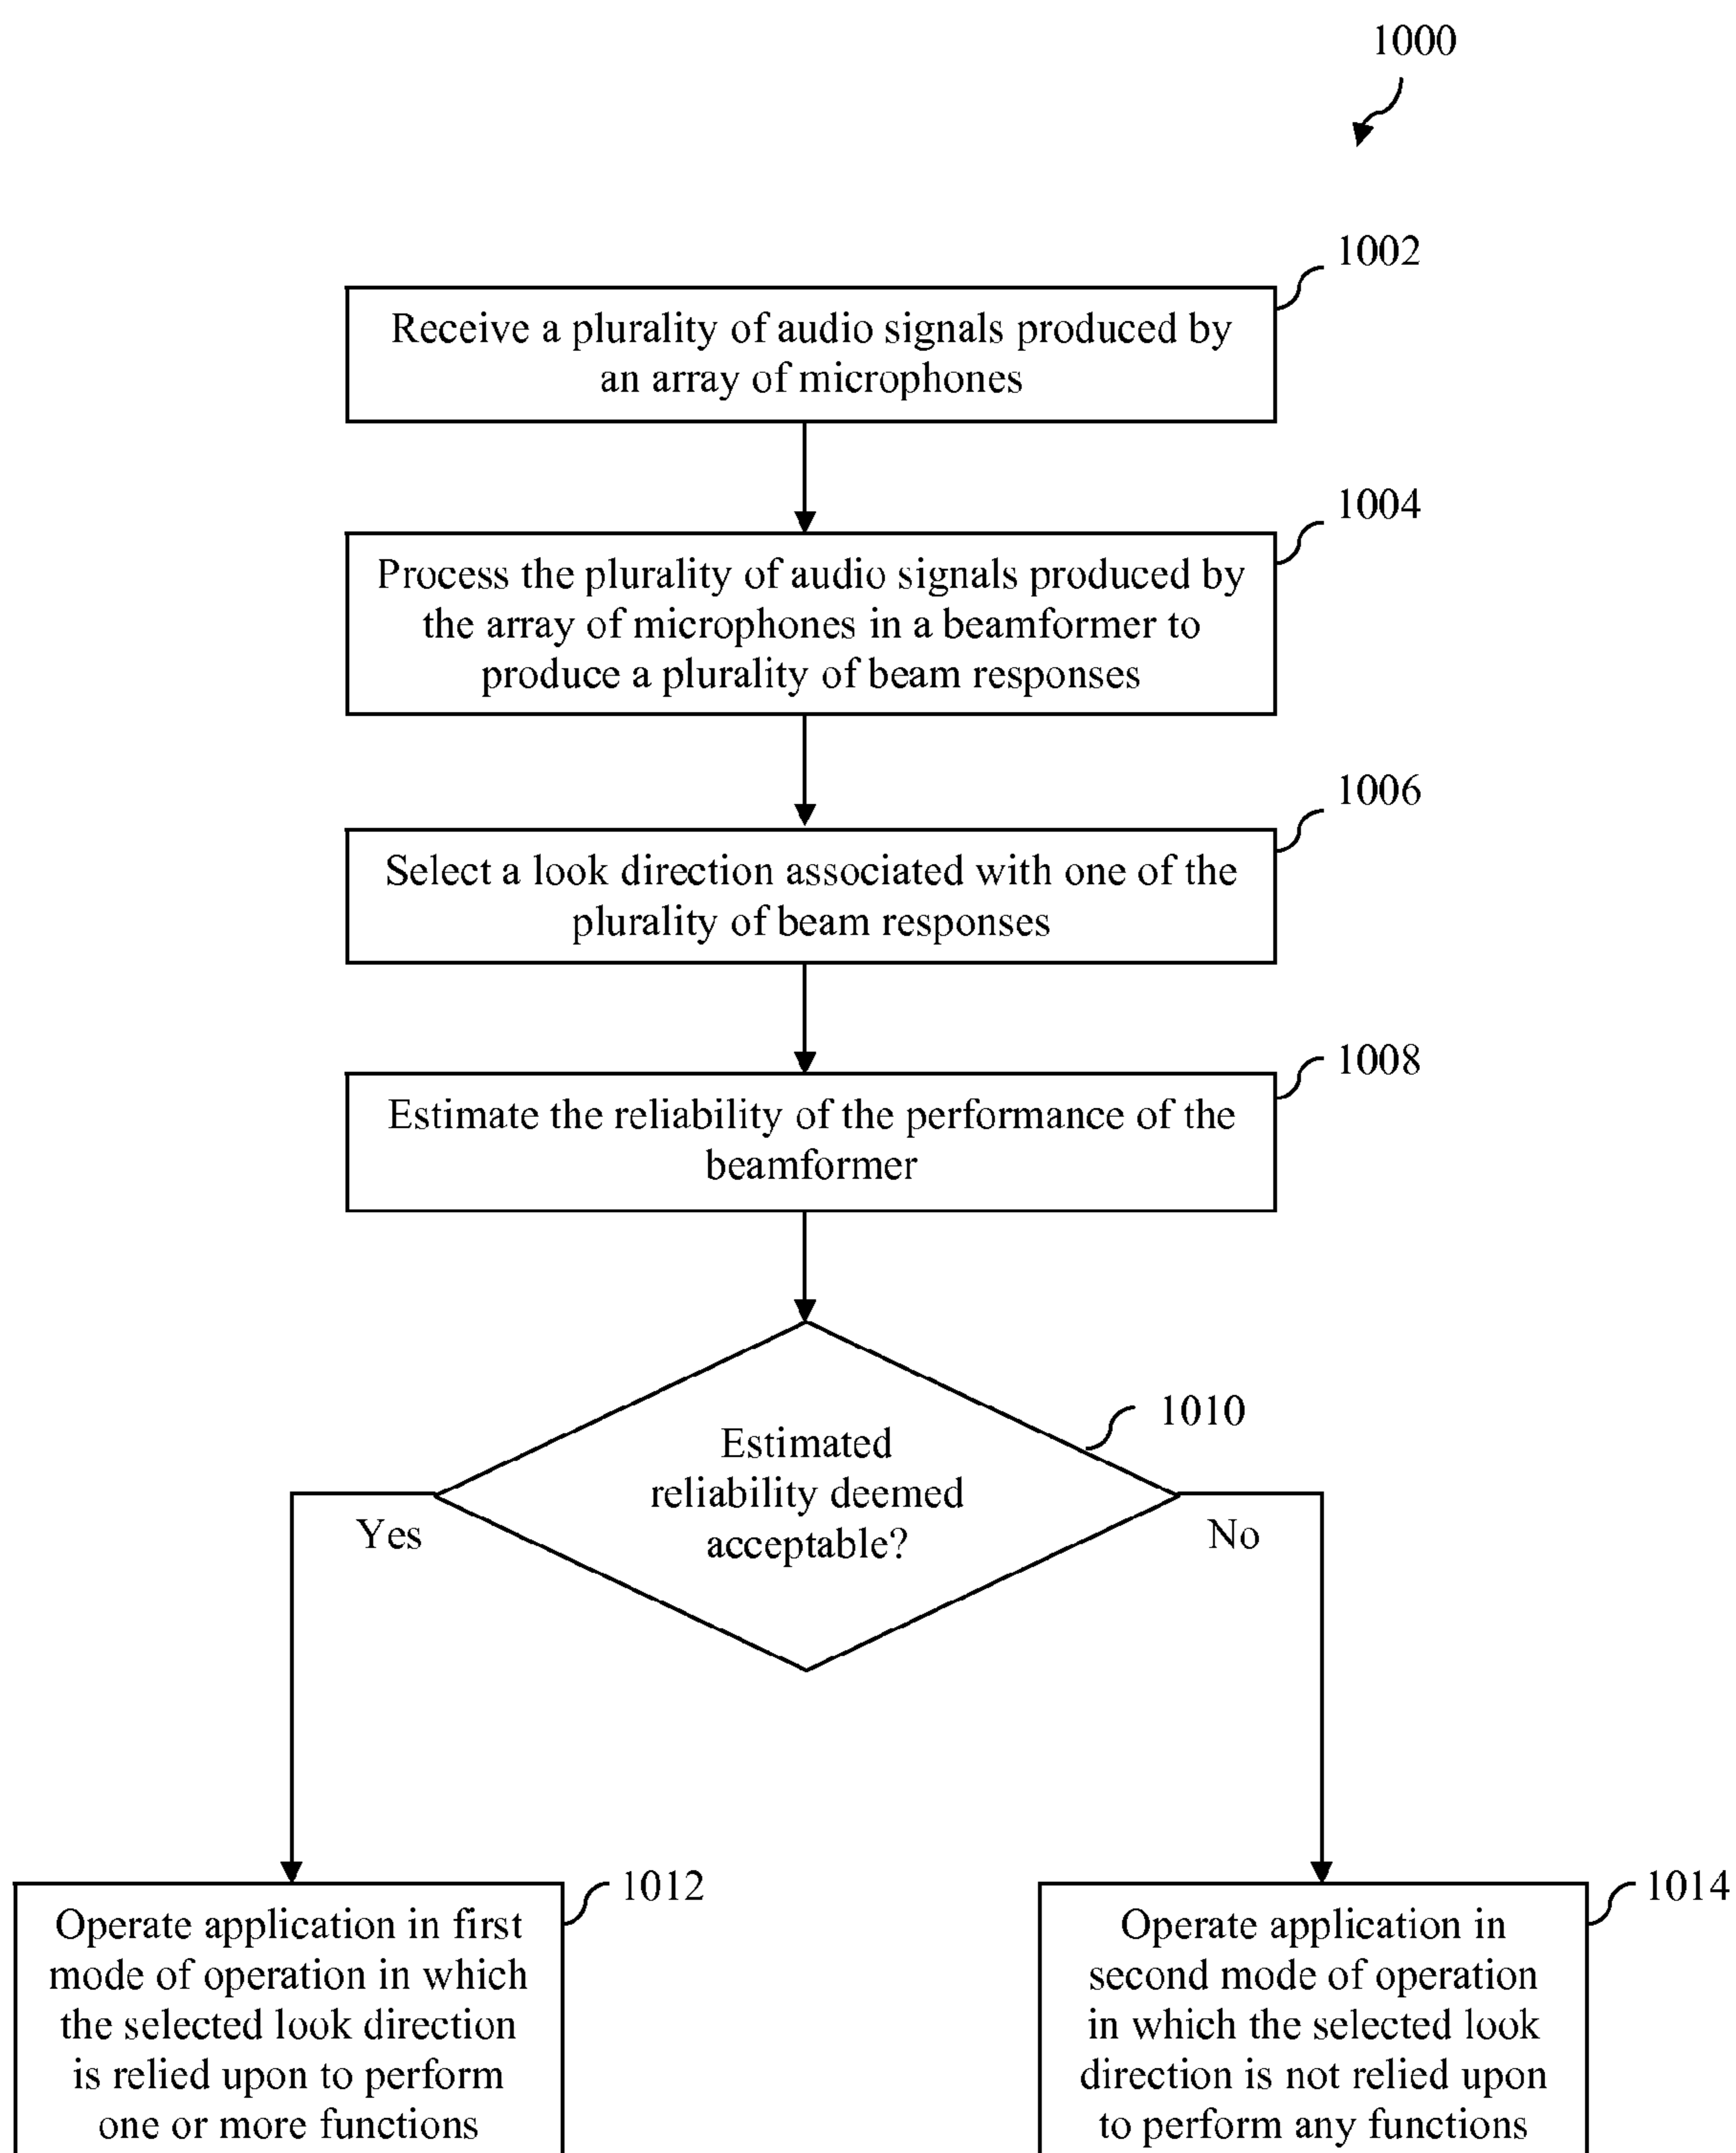 1000
1002
Receive a plurality of audio signals produced by
an array of microphones
1004
Process the plurality of audio signals produced by
the array of microphones in a beamformer to
produce a plurality of beam responses
1006
Select a look direction associated with one of the
plurality of beam responses
1008
Estimate the reliability of the performance of the
beamformer
1010
Estimated
reliability deemed
acceptable?
Yes
No
1012
Operate application in first
mode of operation in which
the selected look direction
is relied upon to perform
one or more functions
1014
Operate application in
second mode of operation
in which the selected look
direction is not relied upon
to perform any functions